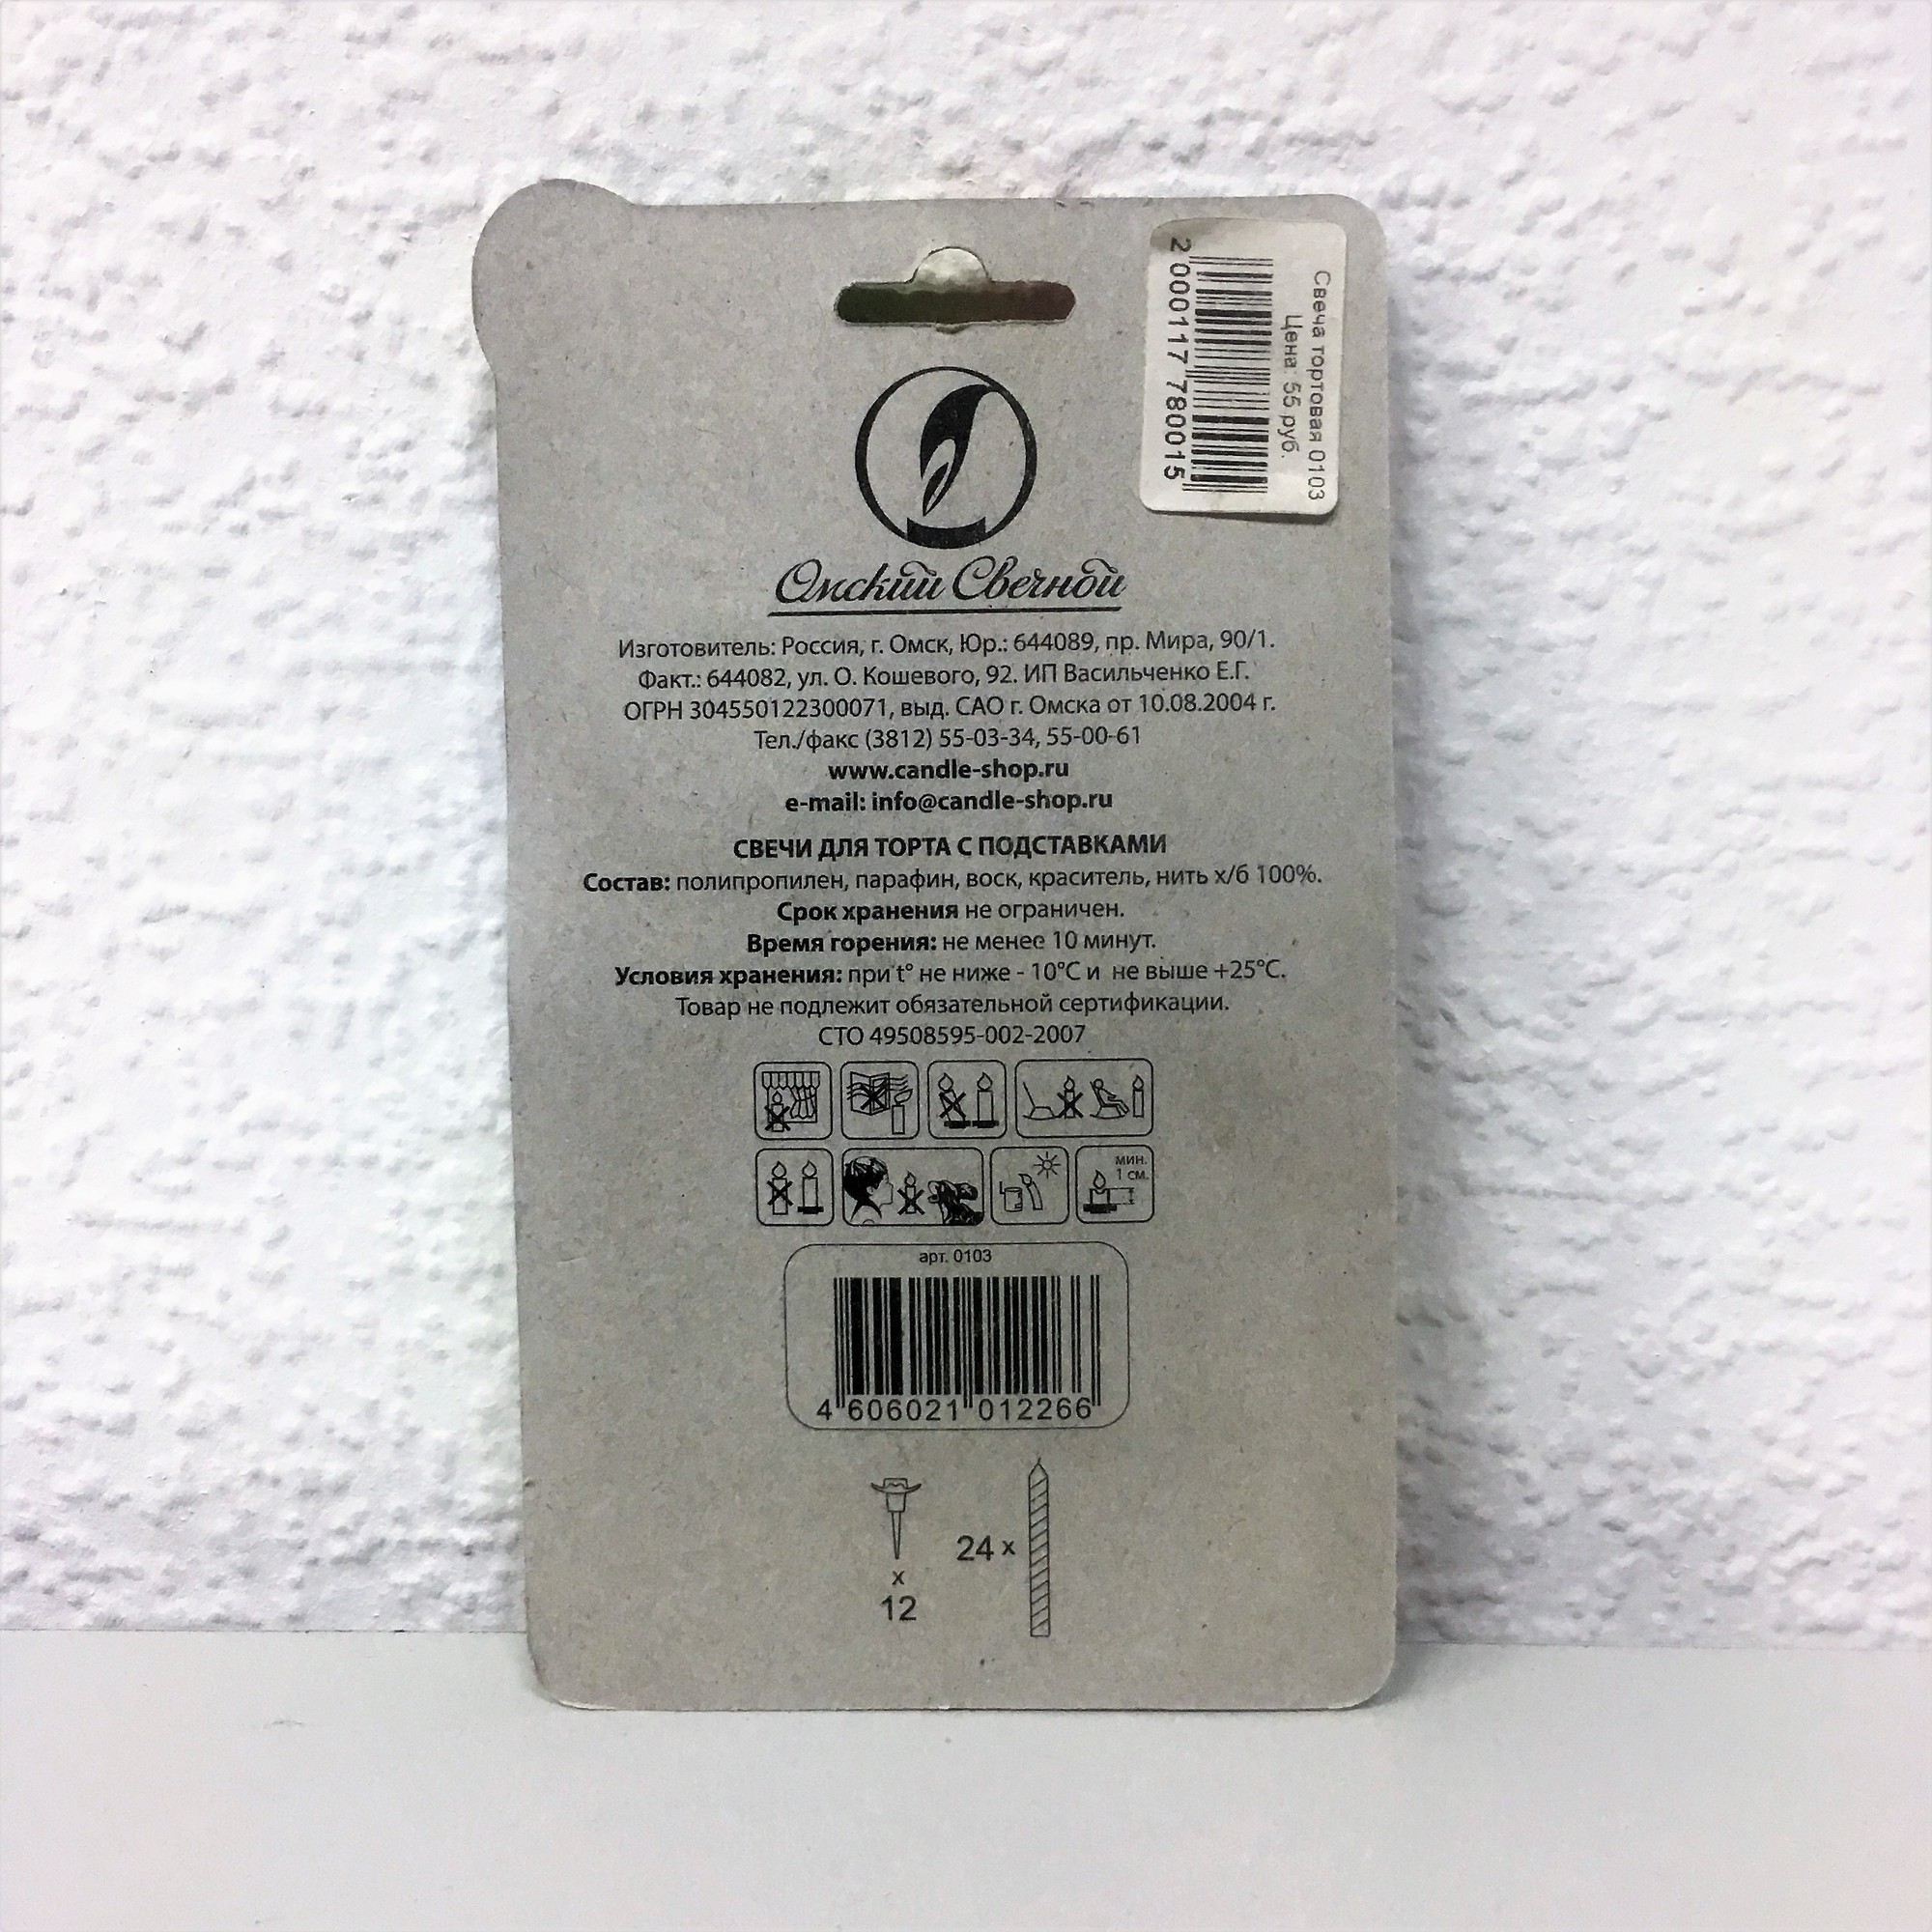 Свеча тортовая 0103
Цена: 55 руб.
2 000117 780015
Омский Свечной
Изготовитель: Россия, г. Омск, Юр.: 644089, пр. Мира, 90/1.
Факт.: 644082, ул. О. Кошевого, 92. ИП Васильченко Е.Г.
ОГРН 304550122300071, выд. САО г. Омска от 10.08.2004 г.
Тел./факс (3812) 55-03-34, 55-00-61
www.candle-shop.ru
e-mail: info@candle-shop.ru
СВЕЧИ ДЛЯ ТОРТА С ПОДСТАВКАМИ
Состав: полипропилен, парафин, воск, краситель, нить х/б 100%.
Срок хранения не ограничен.
Время горения: не менее 10 минут.
Условия хранения: при t° не ниже - 10°С и не выше +25°С.
Товар не подлежит обязательной сертификации.
СТО 49508595-002-2007
мин.
1 см.
арт. 0103
4 606021 012266
24 x
x
12